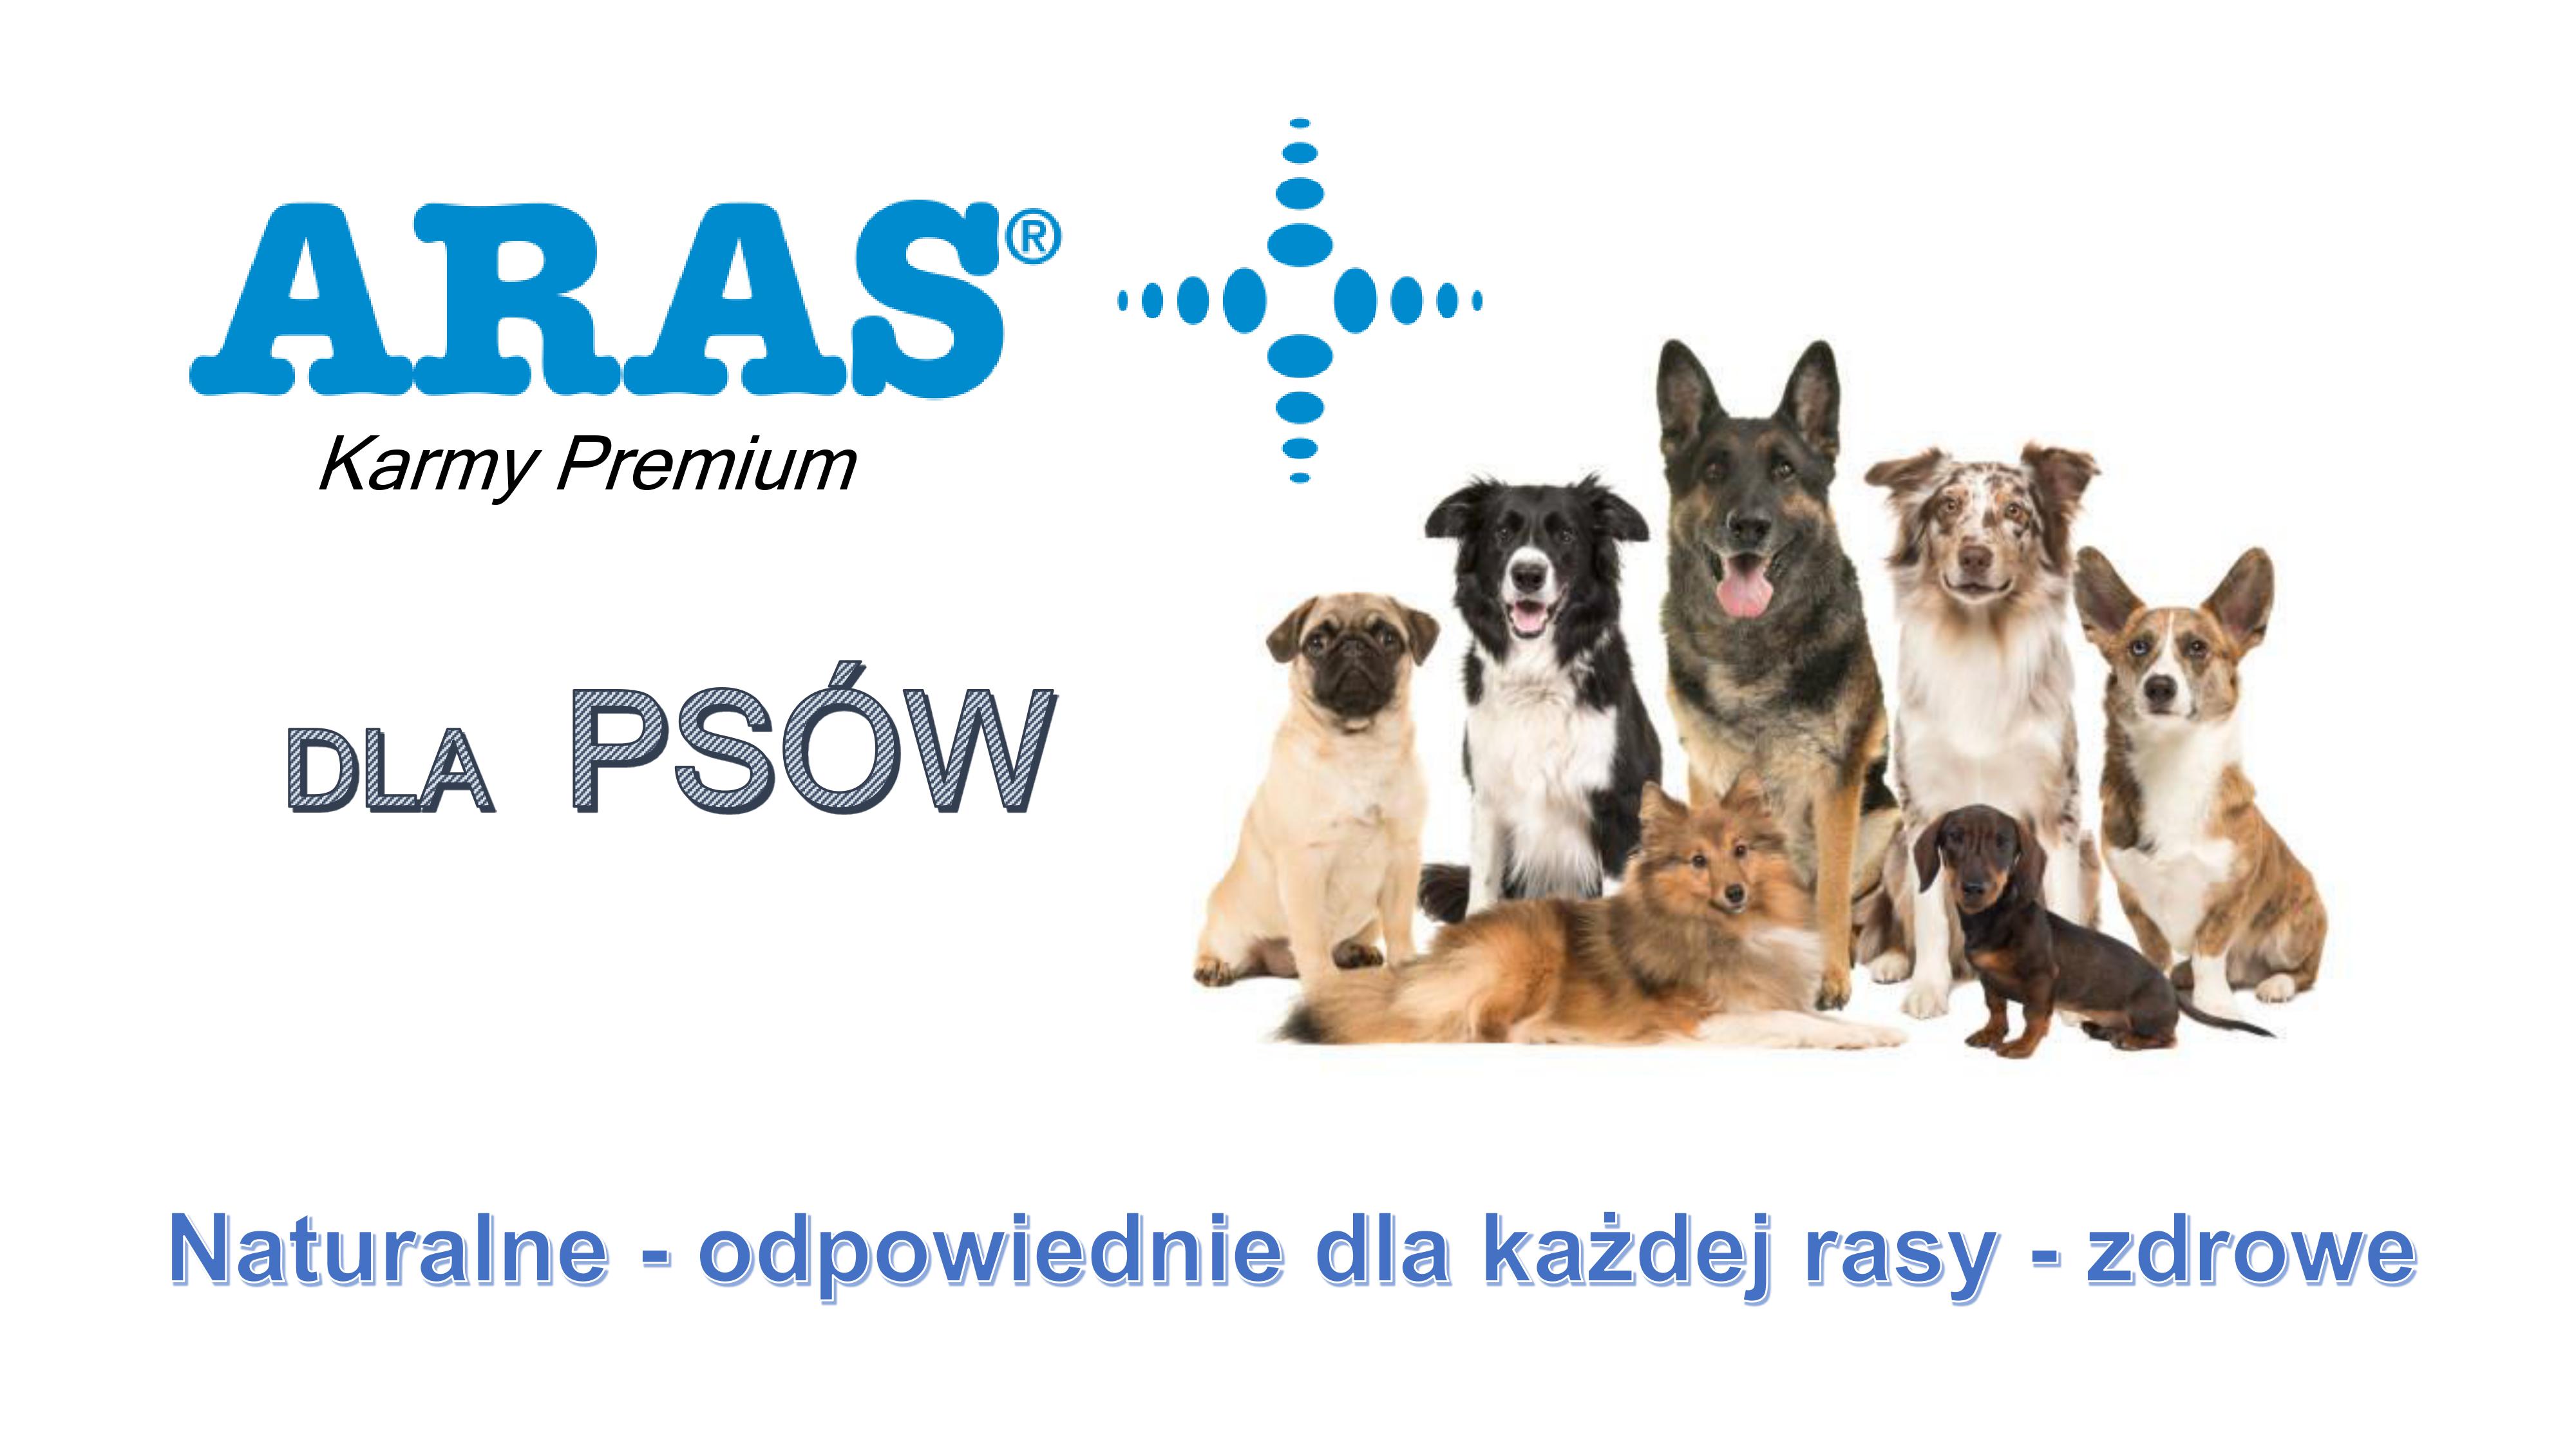 ARAS®
Karmy Premium
DLA PSÓW
Naturalne - odpowiednie dla każdej rasy - zdrowe